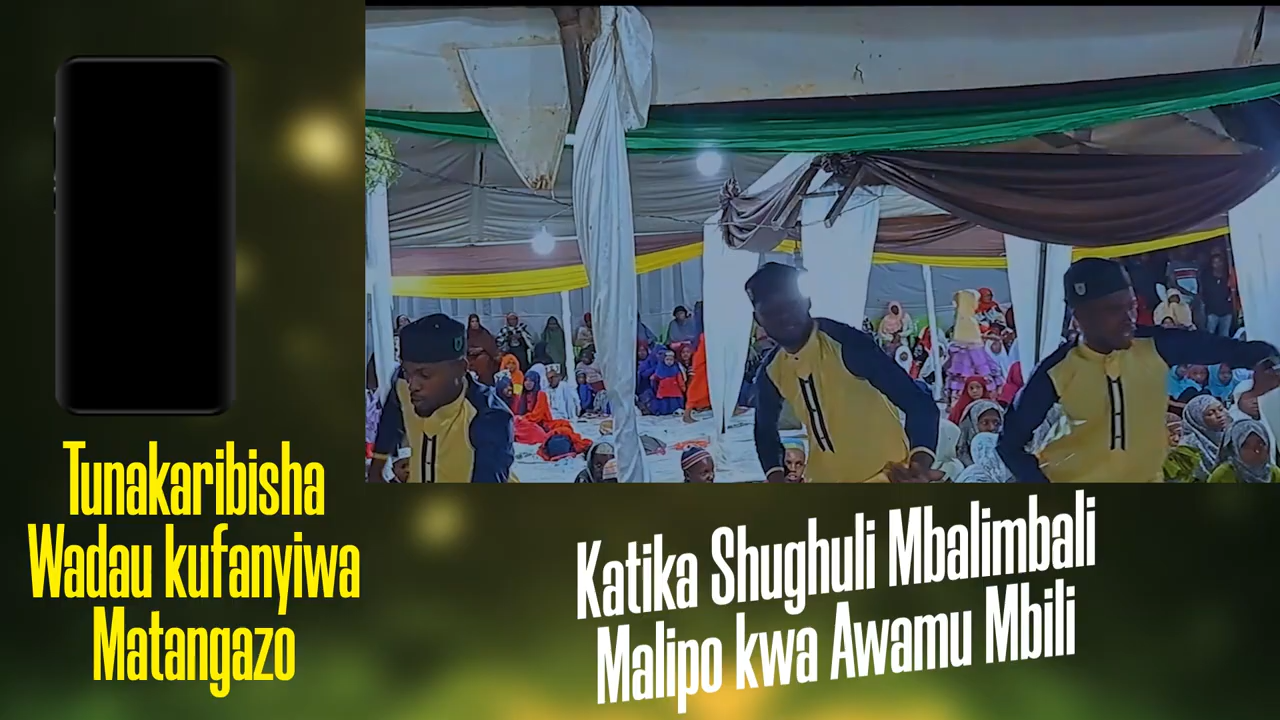 Tunakaribisha
Wadau kufanyiwa
Matangazo
Katika Shughuli Mbalimbali
Malipo kwa Awamu Mbili